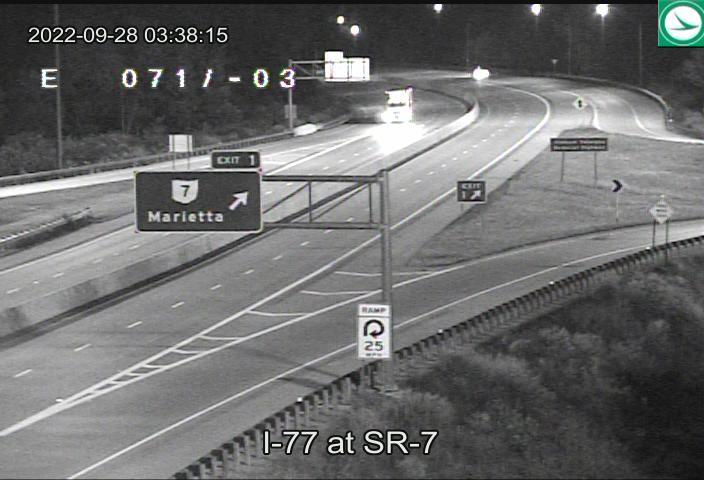 2022-09-28 03:38:15
E 071/-03
EXIT 1
7
Marietta
EXIT
1
RAMP
25
MPH
I-77 at SR-7